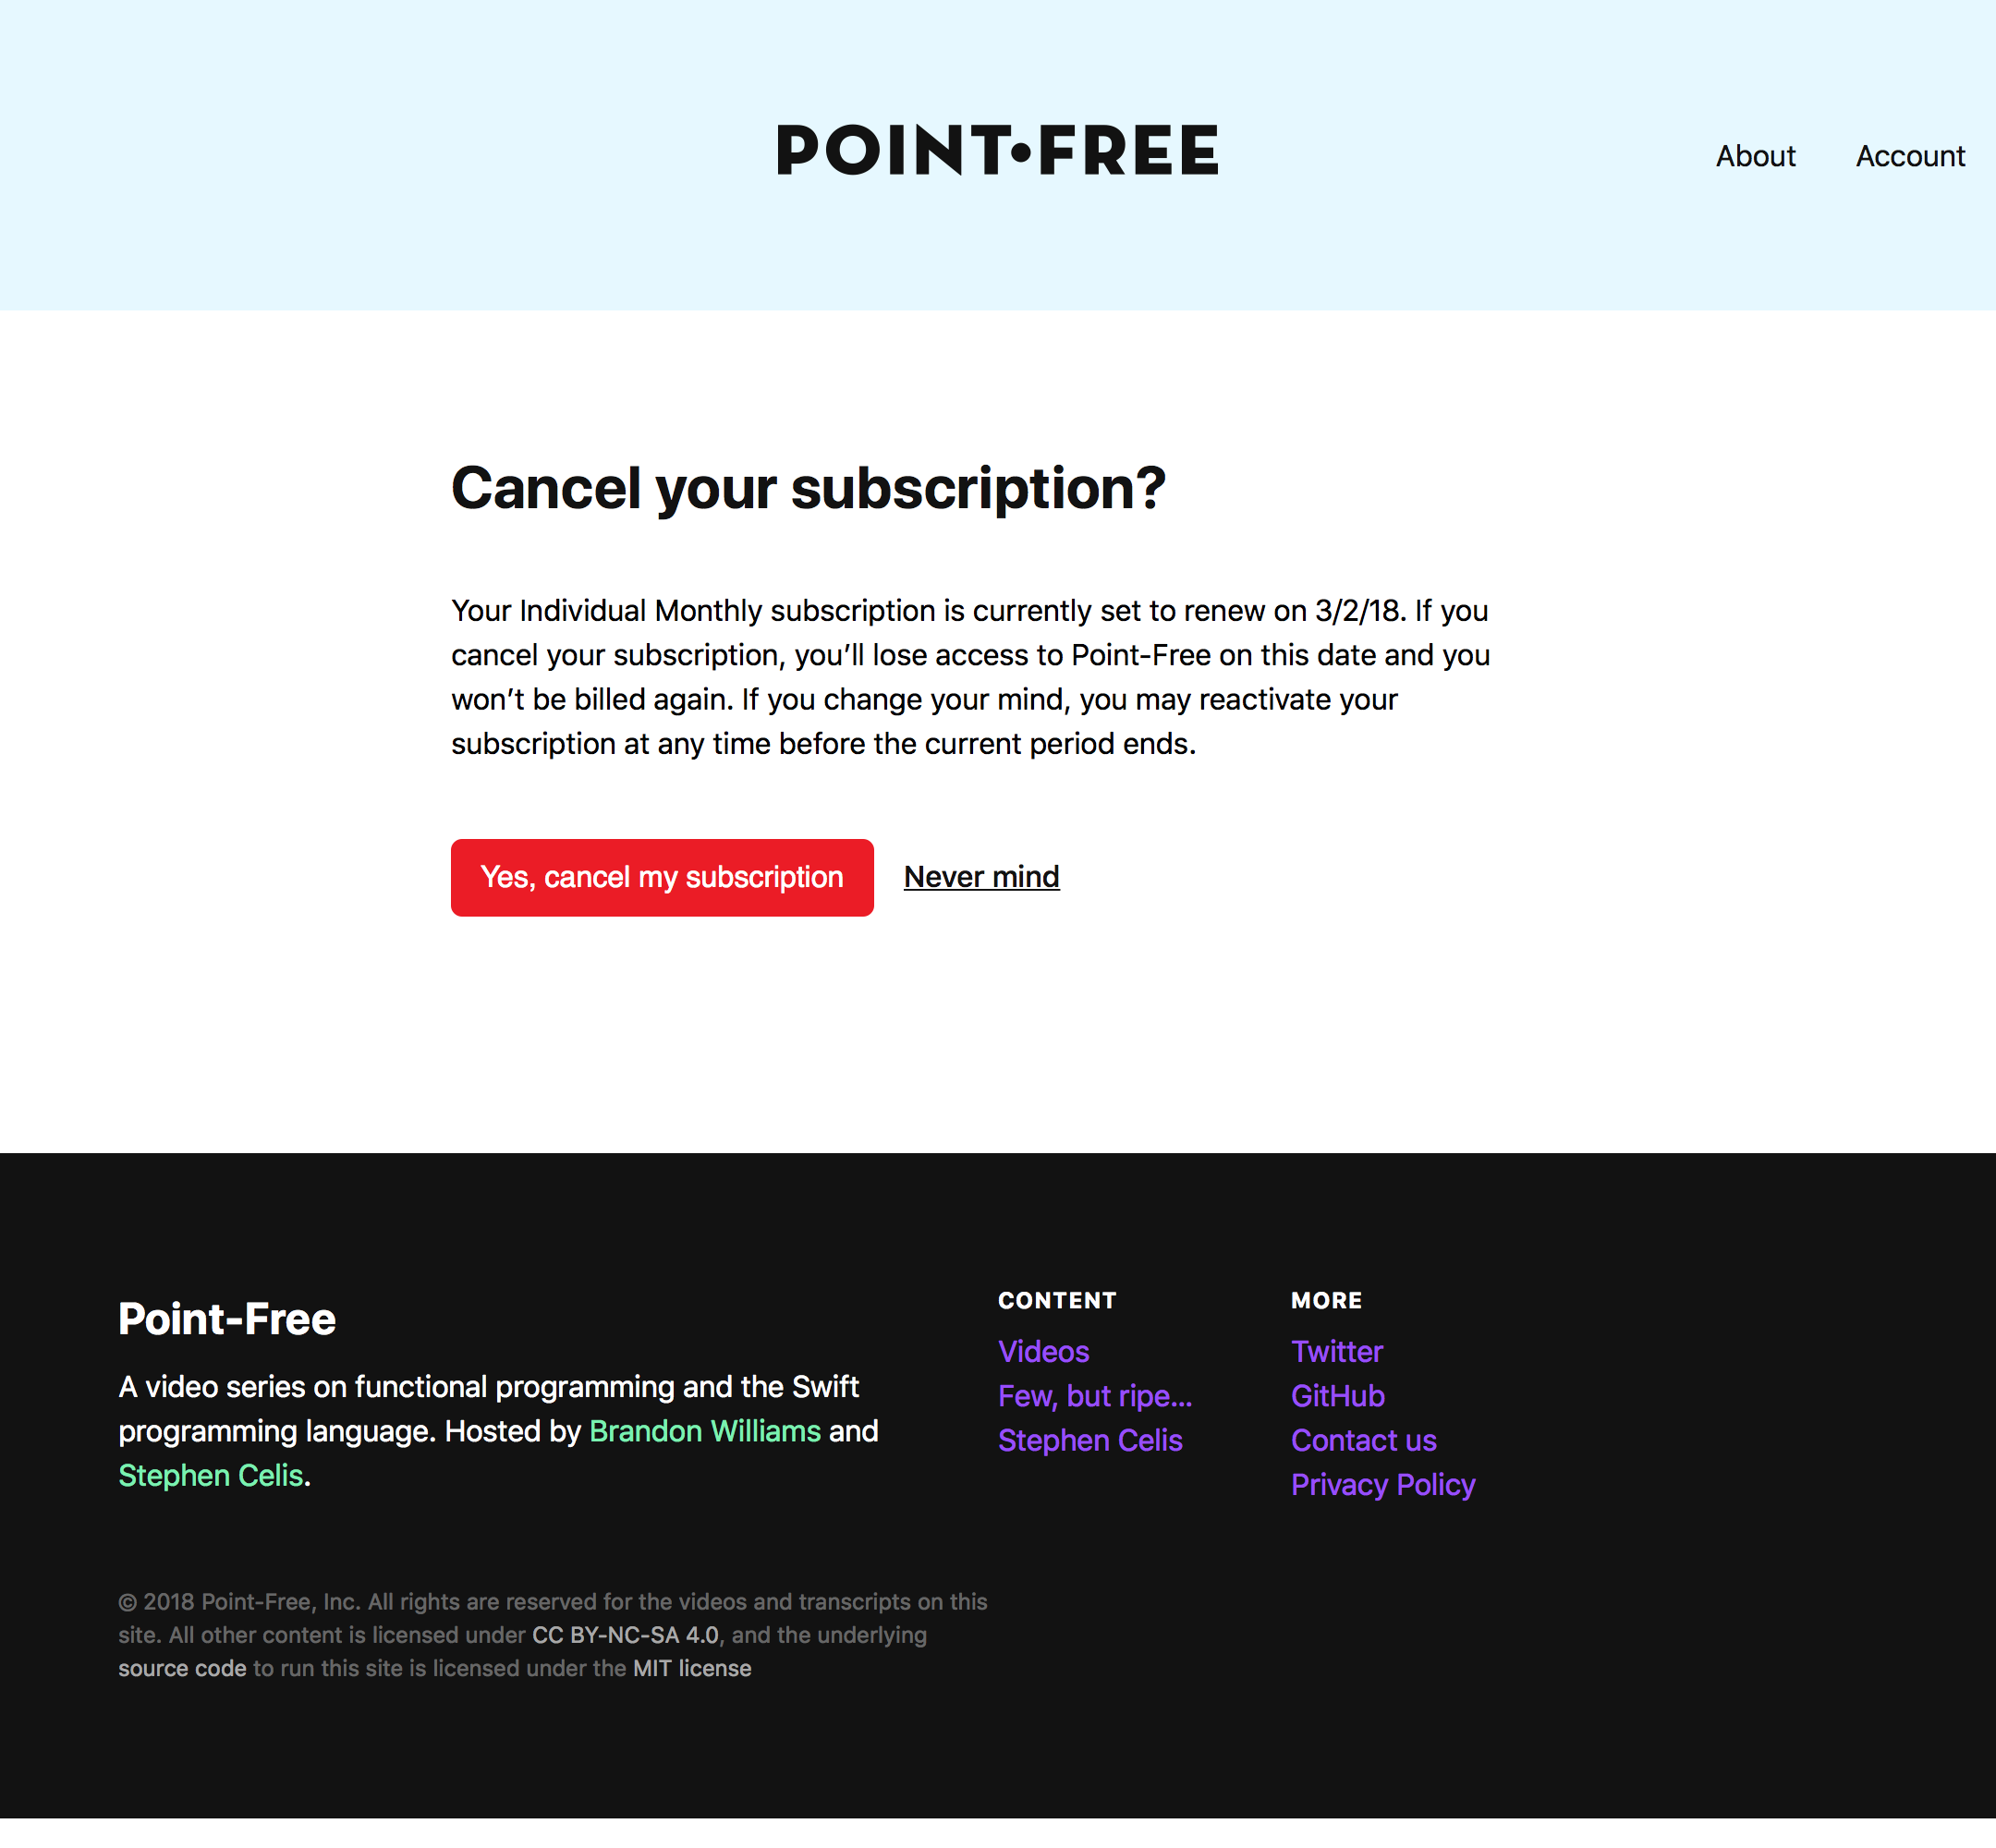 POINT•FREE
About
Account
Cancel your subscription?
Your Individual Monthly subscription is currently set to renew on 3/2/18. If you
cancel your subscription, you’ll lose access to Point-Free on this date and you
won’t be billed again. If you change your mind, you may reactivate your
subscription at any time before the current period ends.
Yes, cancel my subscription
Never mind
Point-Free
A video series on functional programming and the Swift
programming language. Hosted by Brandon Williams and
Stephen Celis.
CONTENT
Videos
Few, but ripe...
Stephen Celis
MORE
Twitter
GitHub
Contact us
Privacy Policy
© 2018 Point-Free, Inc. All rights are reserved for the videos and transcripts on this
site. All other content is licensed under CC BY-NC-SA 4.0, and the underlying
source code to run this site is licensed under the MIT license